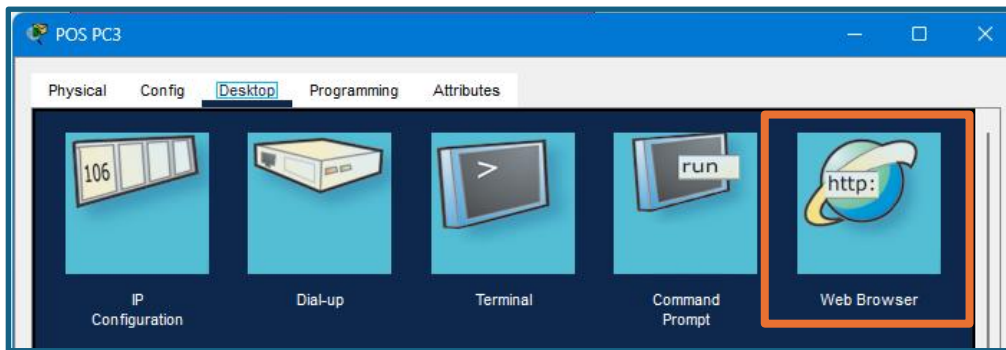 POS PC3
Physical Config Desktop Programming Attributes
106
>
run
http:
IP
Configuration
Dial-up
Terminal
Command
Prompt
Web Browser